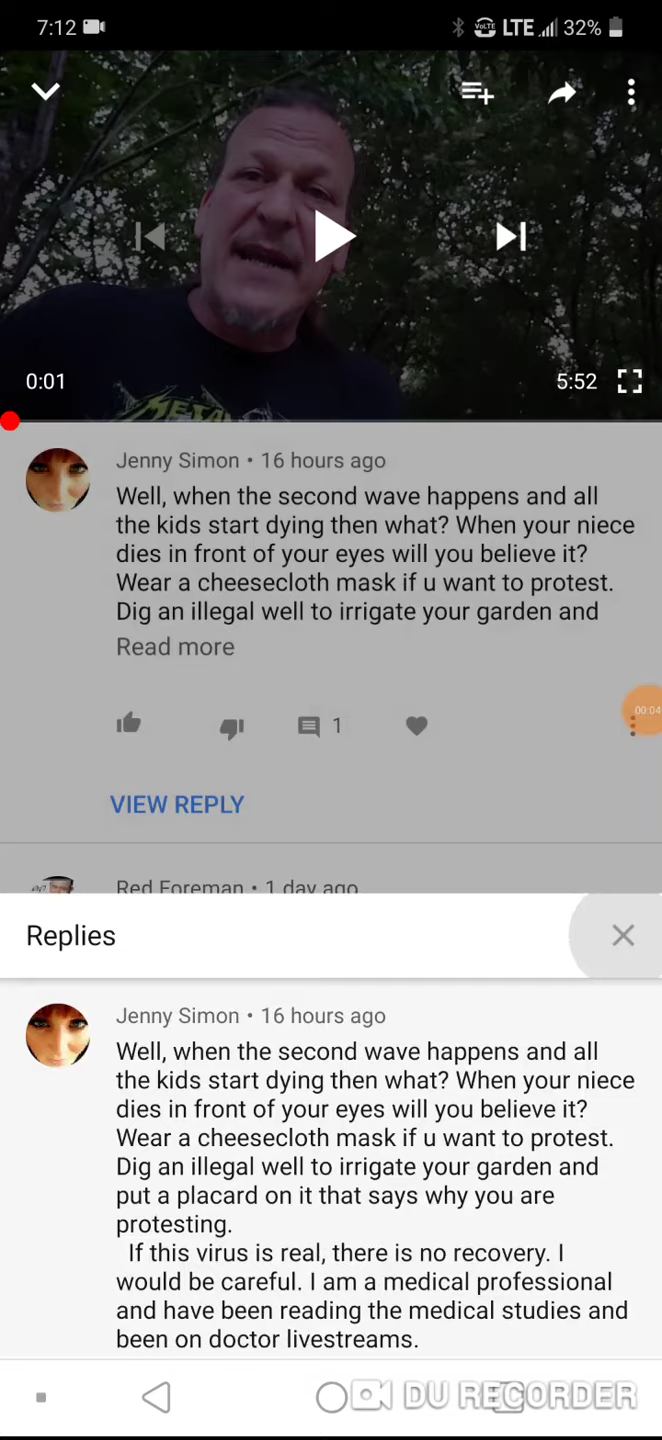 7:12
VoLTE LTE 32%
0:01
5:52
Jenny Simon • 16 hours ago
Well, when the second wave happens and all
the kids start dying then what? When your niece
dies in front of your eyes will you believe it?
Wear a cheesecloth mask if u want to protest.
Dig an illegal well to irrigate your garden and
Read more
00:04
1
VIEW REPLY
Red Foreman • 1 day ago
Replies
Jenny Simon • 16 hours ago
Well, when the second wave happens and all
the kids start dying then what? When your niece
dies in front of your eyes will you believe it?
Wear a cheesecloth mask if u want to protest.
Dig an illegal well to irrigate your garden and
put a placard on it that says why you are
protesting.
If this virus is real, there is no recovery. I
would be careful. I am a medical professional
and have been reading the medical studies and
been on doctor livestreams.
DU RECORDER